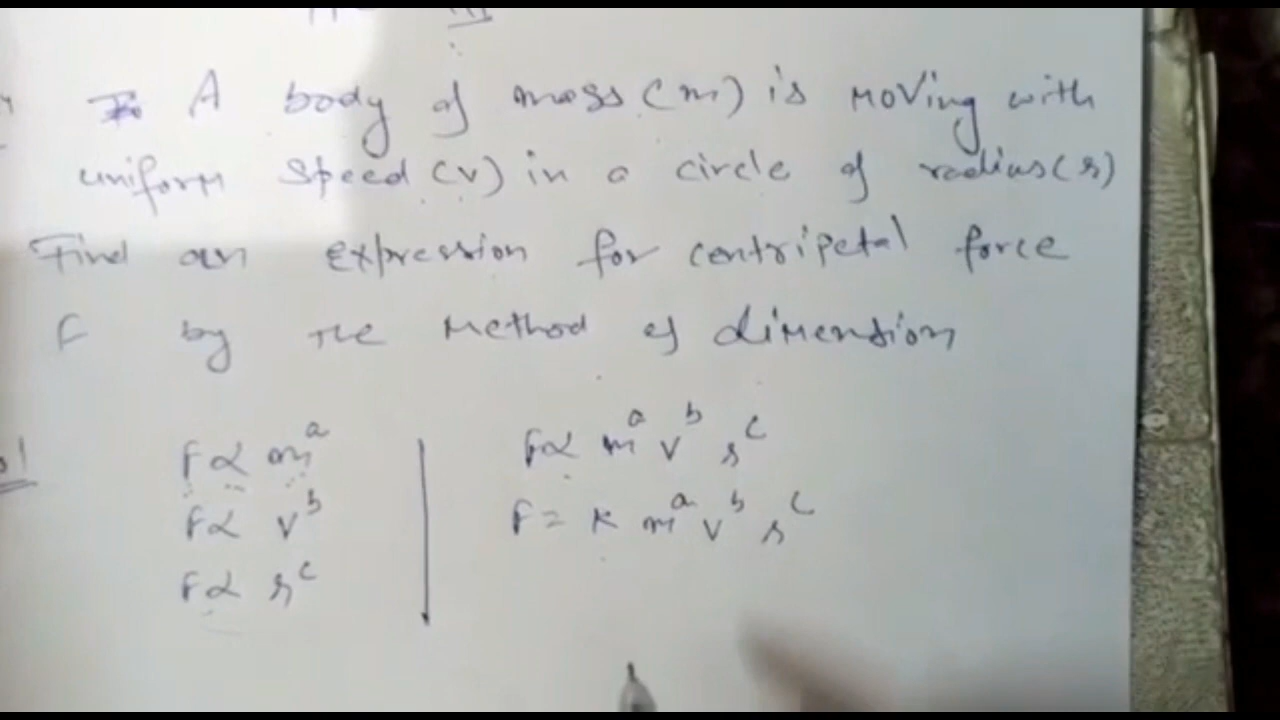 A body of mass (m) is moving with
uniform speed (v) in a circle of radius (r)
Find an expression for centripetal force
F by the method of dimension
F ∝ m^a
F ∝ v^b
F ∝ r^c
F ∝ m^a v^b r^c
F = K m^a v^b r^c